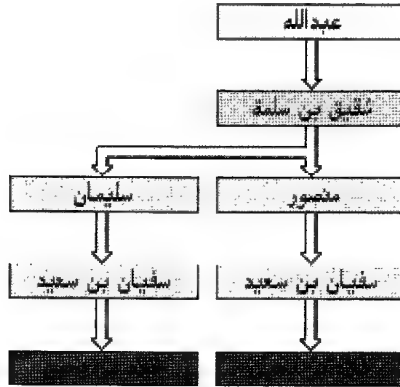 عبدالله
شقيق بن سلمة
منصور
سليمان
سفيان بن سعيد
سفيان بن سعيد